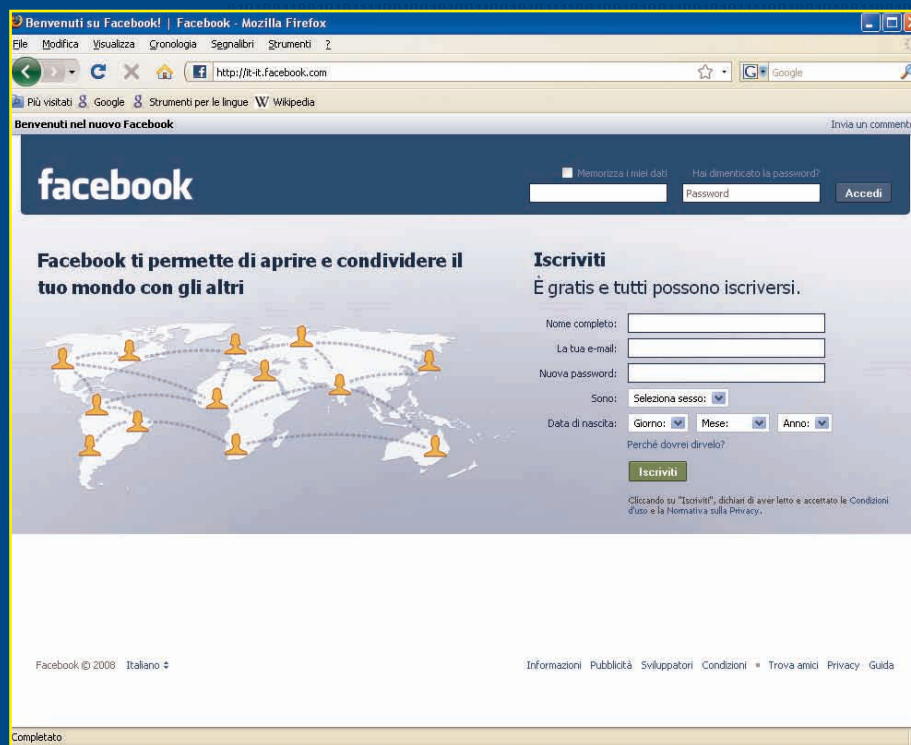 Benvenuti su Facebook! | Facebook - Mozilla Firefox
File Modifica Visualizza Cronologia Segnalibri Strumenti ?
http://it-it.facebook.com
G Google
Più visitati Google Strumenti per le lingue W Wikipedia
Benvenuti nel nuovo Facebook Invia un comment
Memorizza i miei dati Hai dimenticato la password?
facebook Password Accedi
Facebook ti permette di aprire e condividere il
tuo mondo con gli altri
Iscriviti
È gratis e tutti possono iscriversi.
Nome completo:
La tua e-mail:
Nuova password:
Sono: Seleziona sesso:
Data di nascita: Giorno: Mese: Anno:
Perché dovrei dirvelo?
Iscriviti
Cliccando su "Iscriviti", dichiari di aver letto e accettato le Condizioni
d'uso e la Normativa sulla Privacy.
Facebook © 2008 Italiano Informazioni Pubblicità Sviluppatori Condizioni Trova amici Privacy Guida
Completato